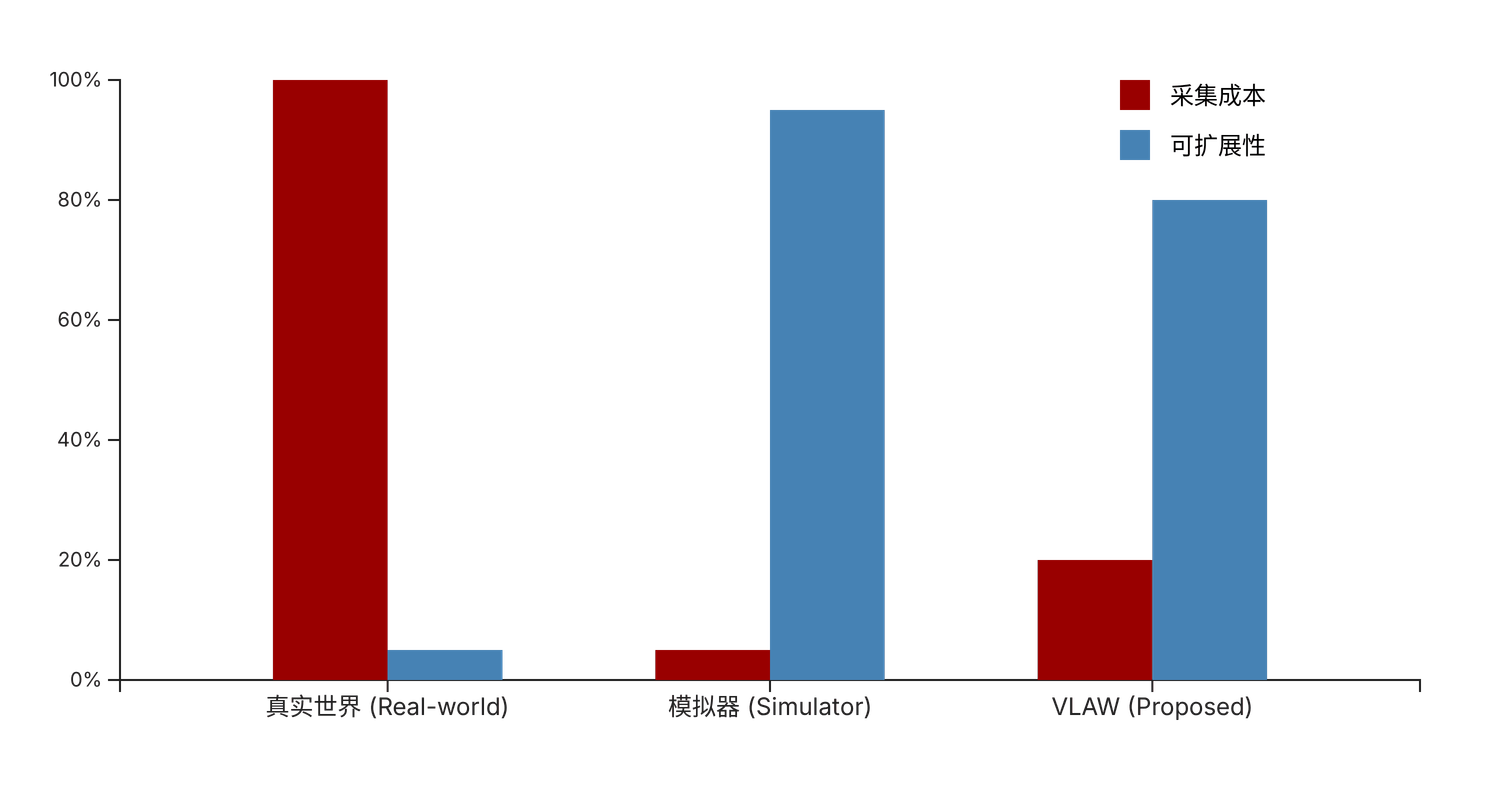 100%
80%
60%
40%
20%
0%
采集成本
可扩展性
真实世界 (Real-world)
模拟器 (Simulator)
VLAW (Proposed)